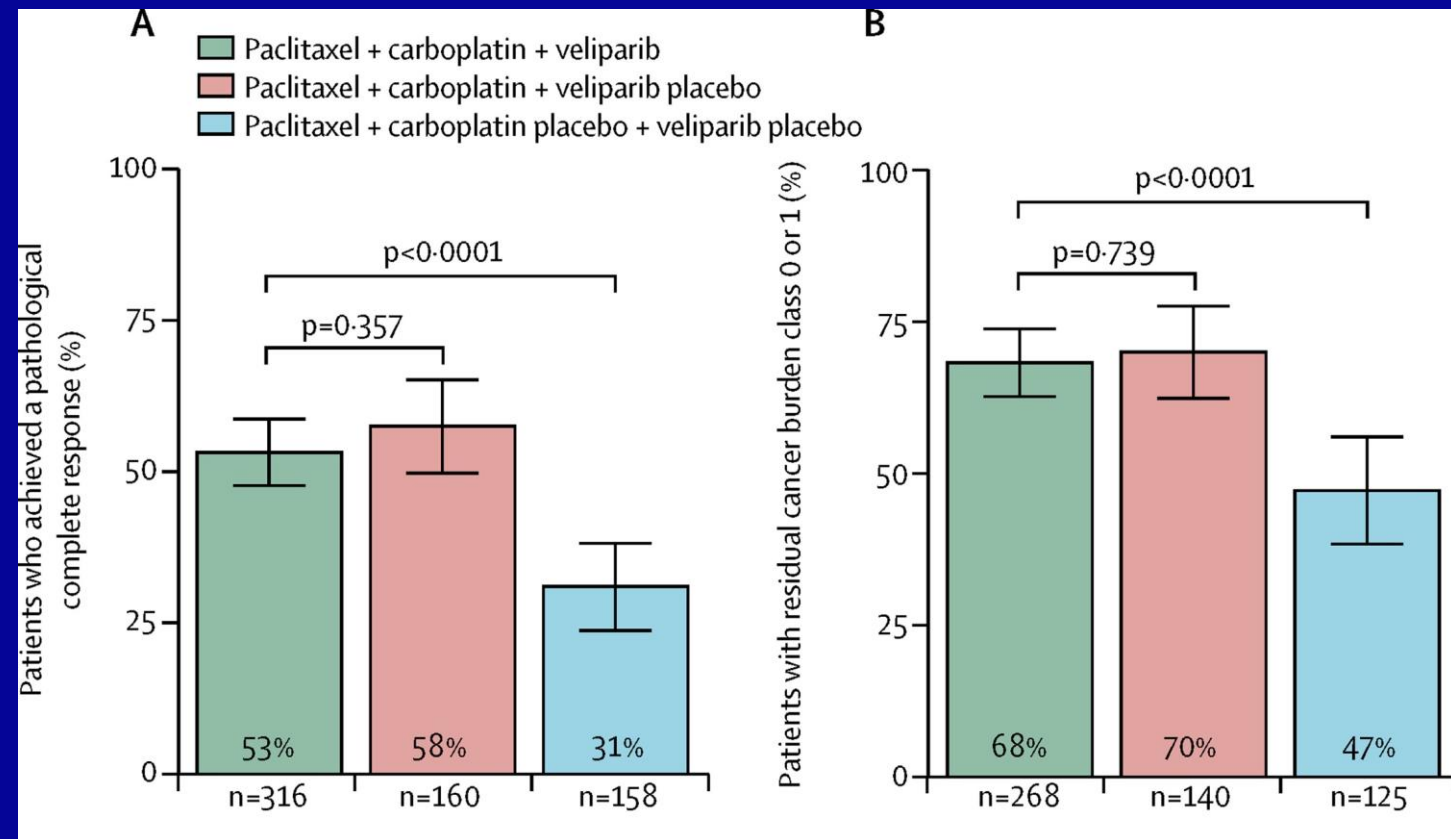 A
Paclitaxel + carboplatin + veliparib
Paclitaxel + carboplatin + veliparib placebo
Paclitaxel + carboplatin placebo + veliparib placebo
Patients who achieved a pathological
complete response (%)
100
75
50
25
0
p<0·0001
p=0·357
53%
58%
31%
n=316
n=160
n=158
B
Patients with residual cancer burden class 0 or 1 (%)
100
75
50
25
0
p<0·0001
p=0·739
68%
70%
47%
n=268
n=140
n=125